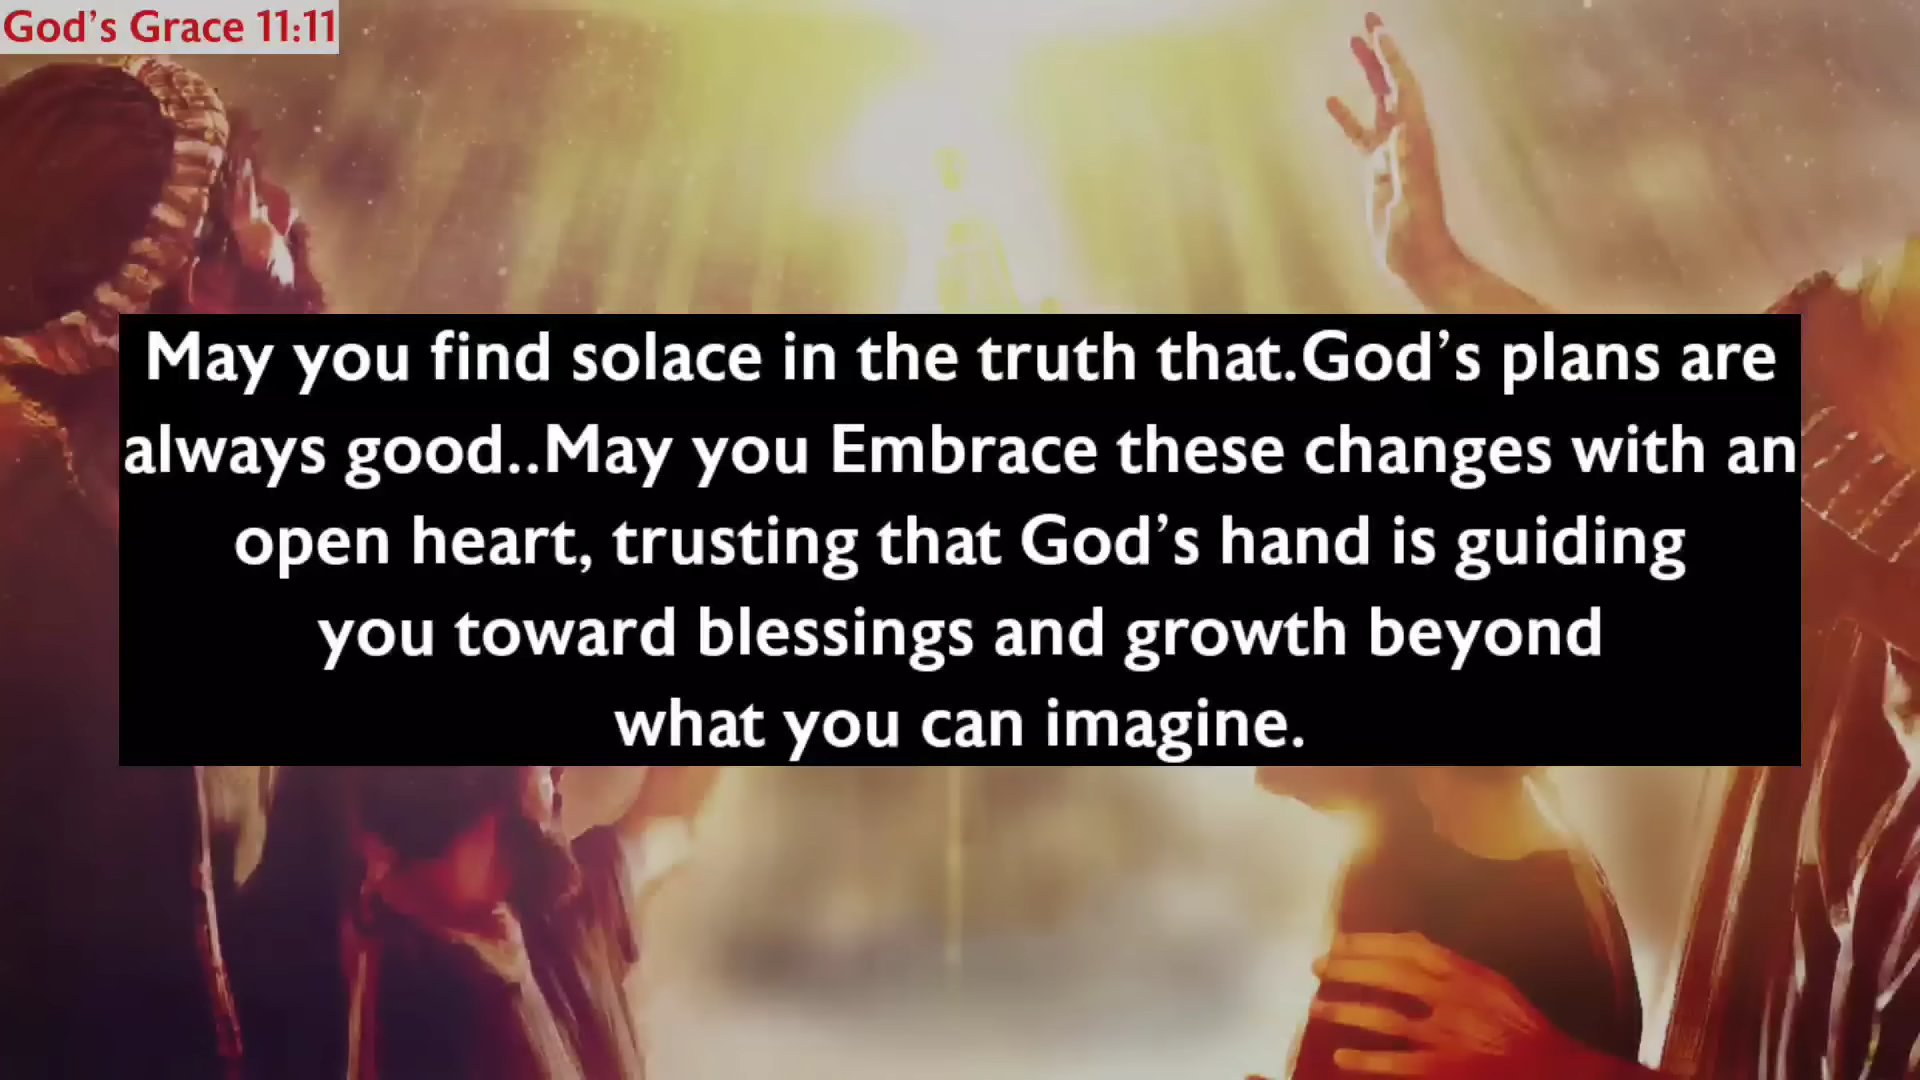 God’s Grace 11:11
May you find solace in the truth that.God’s plans are
always good..May you Embrace these changes with an
open heart, trusting that God’s hand is guiding
you toward blessings and growth beyond
what you can imagine.